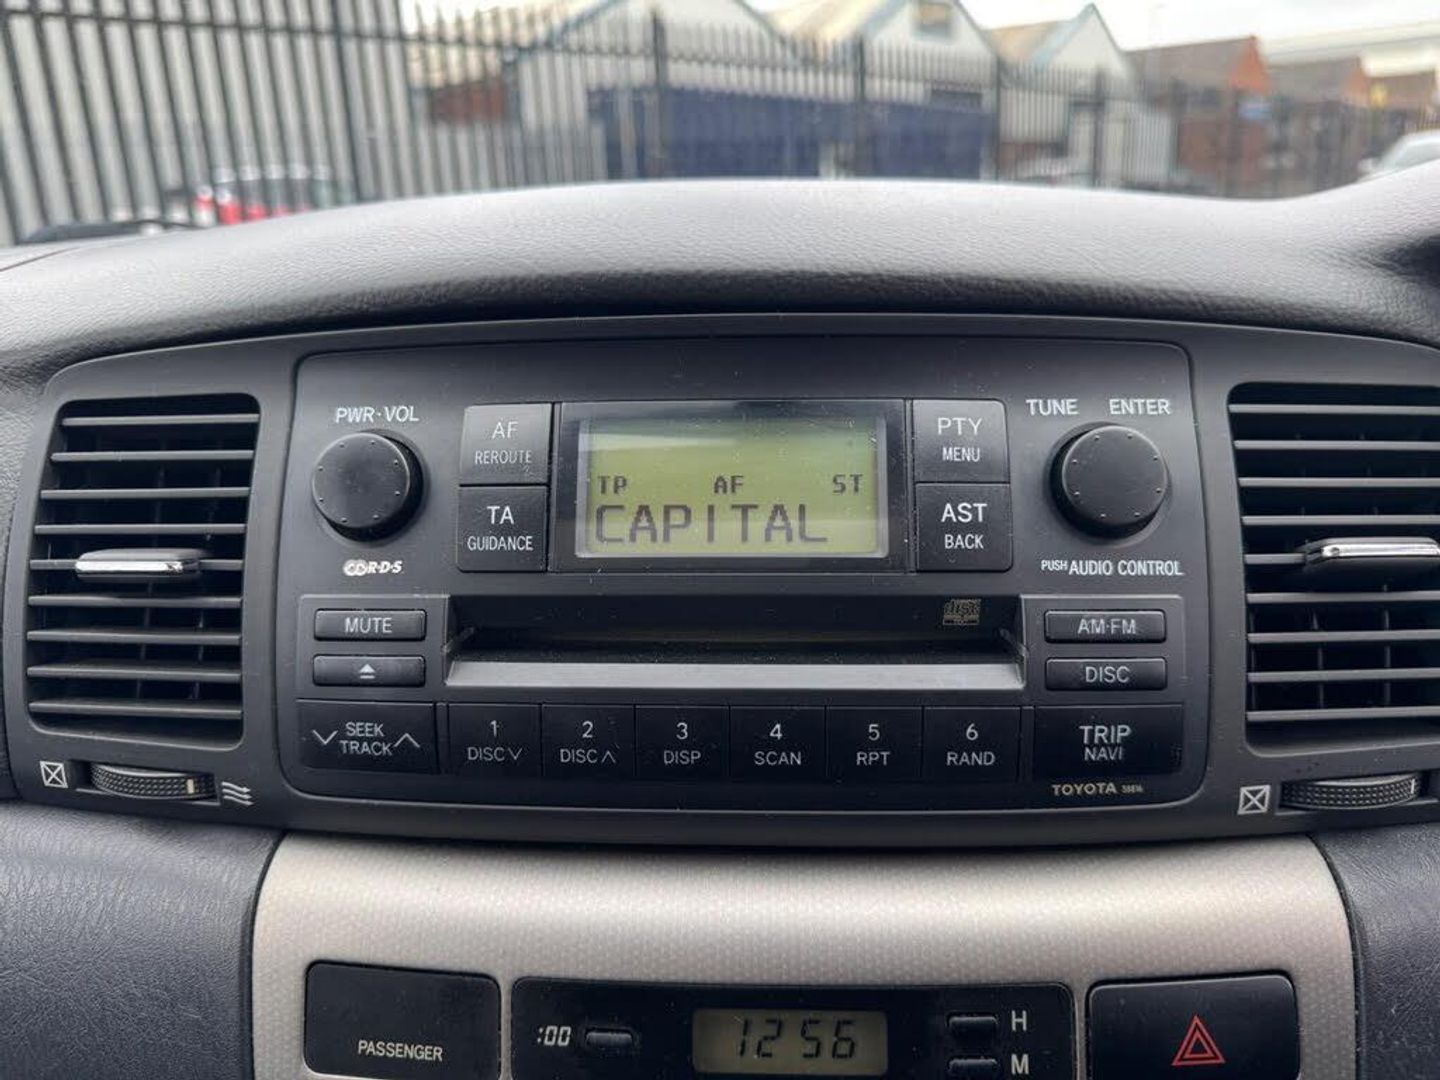 PWR·VOL
AF
REROUTE
TA
GUIDANCE
R·D·S
TP AF ST
CAPITAL
PTY
MENU
AST
BACK
TUNE ENTER
PUSH AUDIO CONTROL
MUTE
disc
AM·FM
DISC
SEEK
TRACK
1
DISC
2
DISC
3
DISP
4
SCAN
5
RPT
6
RAND
TRIP
NAVI
TOYOTA
PASSENGER
:00
12:56
H
M